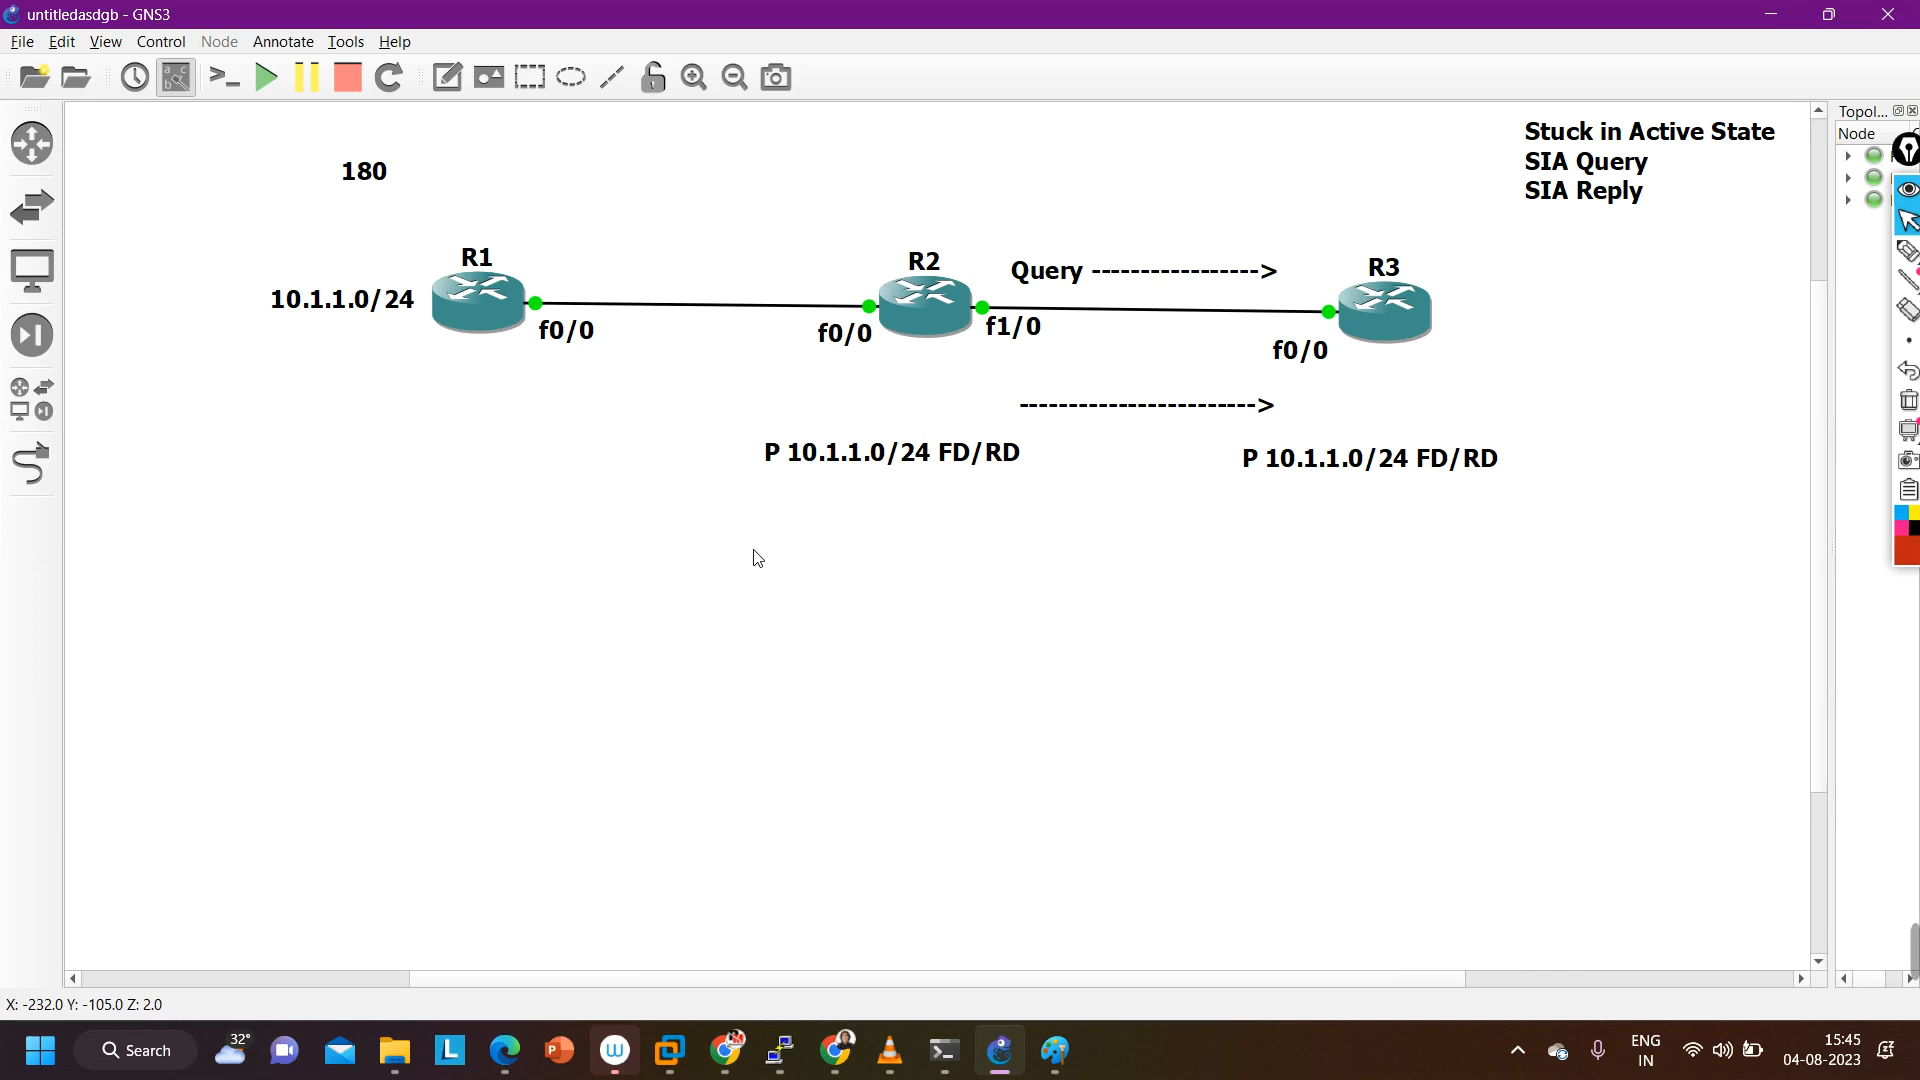 untitledasdgb - GNS3
File Edit View Control Node Annotate Tools Help
Topol...
Node
Stuck in Active State
SIA Query
SIA Reply
180
R1
R2
Query ----------------->
R3
10.1.1.0/24
f0/0
f0/0
f1/0
f0/0
------------------------>
P 10.1.1.0/24 FD/RD
P 10.1.1.0/24 FD/RD
X: -232.0 Y: -105.0 Z: 2.0
Search
32°
ENG
IN
15:45
04-08-2023